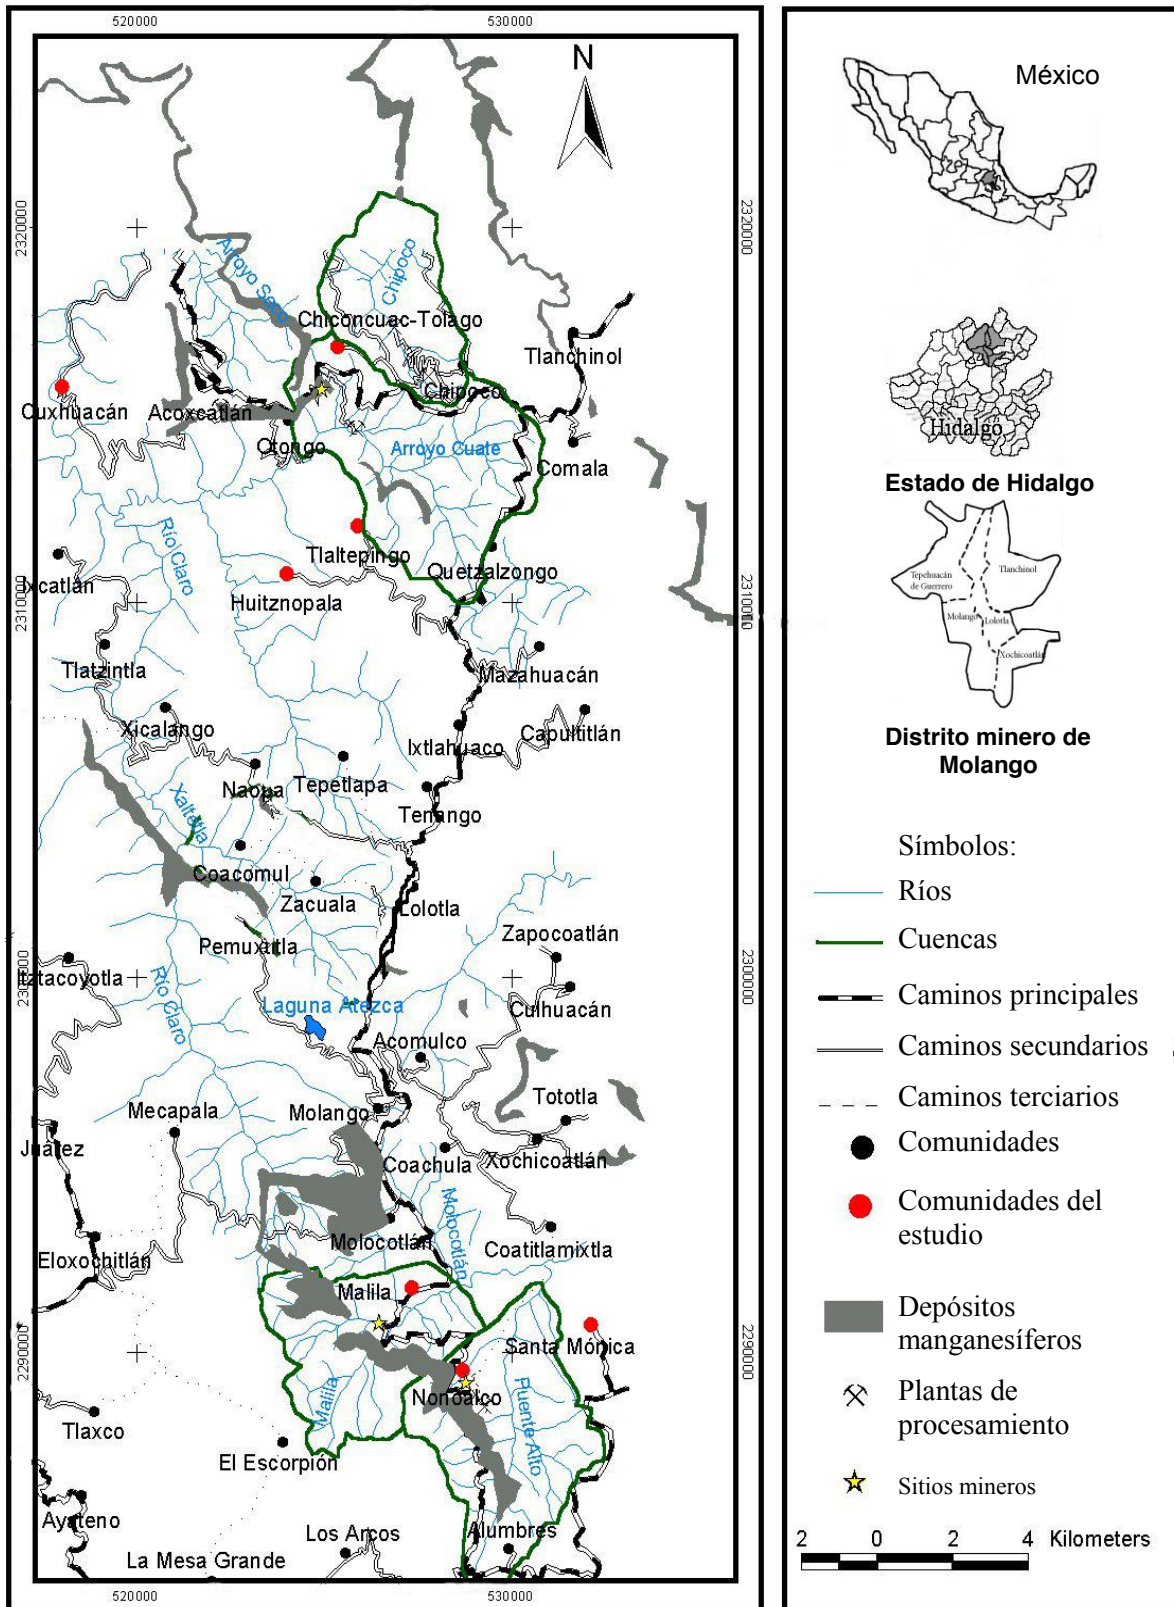 520000
530000
N
2320000
2320000
Arroyo Seco
Chipoco
Chiconcuac-Tolago
Tlanchinol
Cuxhuacán
Acoxcatlán
Chipoco
Otongo
Arroyo Cuate
Comala
Río Claro
Tlaltepingo
Ixcatlán
Quetzalzongo
Huitznopala
2310000
2310000
Tlatzintla
Mazahuacán
Xicalango
Ixtlahuaco
Capultitlán
Naopa
Tepetlapa
Xaltetla
Tenango
Coacomul
Zacuala
Lolotla
Pemuxtitla
Zapocoatlán
Itztacoyotla
2300000
2300000
Río Claro
Laguna Atezca
Culhuacán
Acomulco
Mecapala
Molango
Tototla
Juárez
Coachula
Xochicoatlán
Molocotlán
Eloxochitlán
Molocotlán
Coatitlamixtla
Malila
2290000
2290000
Santa Mónica
Malila
Nonoalco
Puente Alto
Tlaxco
El Escorpión
Ayateno
Los Arcos
Alumbres
La Mesa Grande
520000
530000
México
Hidalgo
Estado de Hidalgo
Tepehuacán
de Guerrero
Tlanchinol
Molango
Lolotla
Xochicoatlán
Distrito minero de
Molango
Símbolos:
Ríos
Cuencas
Caminos principales
Caminos secundarios
Caminos terciarios
Comunidades
Comunidades del
estudio
Depósitos
manganesíferos
Plantas de
procesamiento
Sitios mineros
2 0 2 4 Kilometers